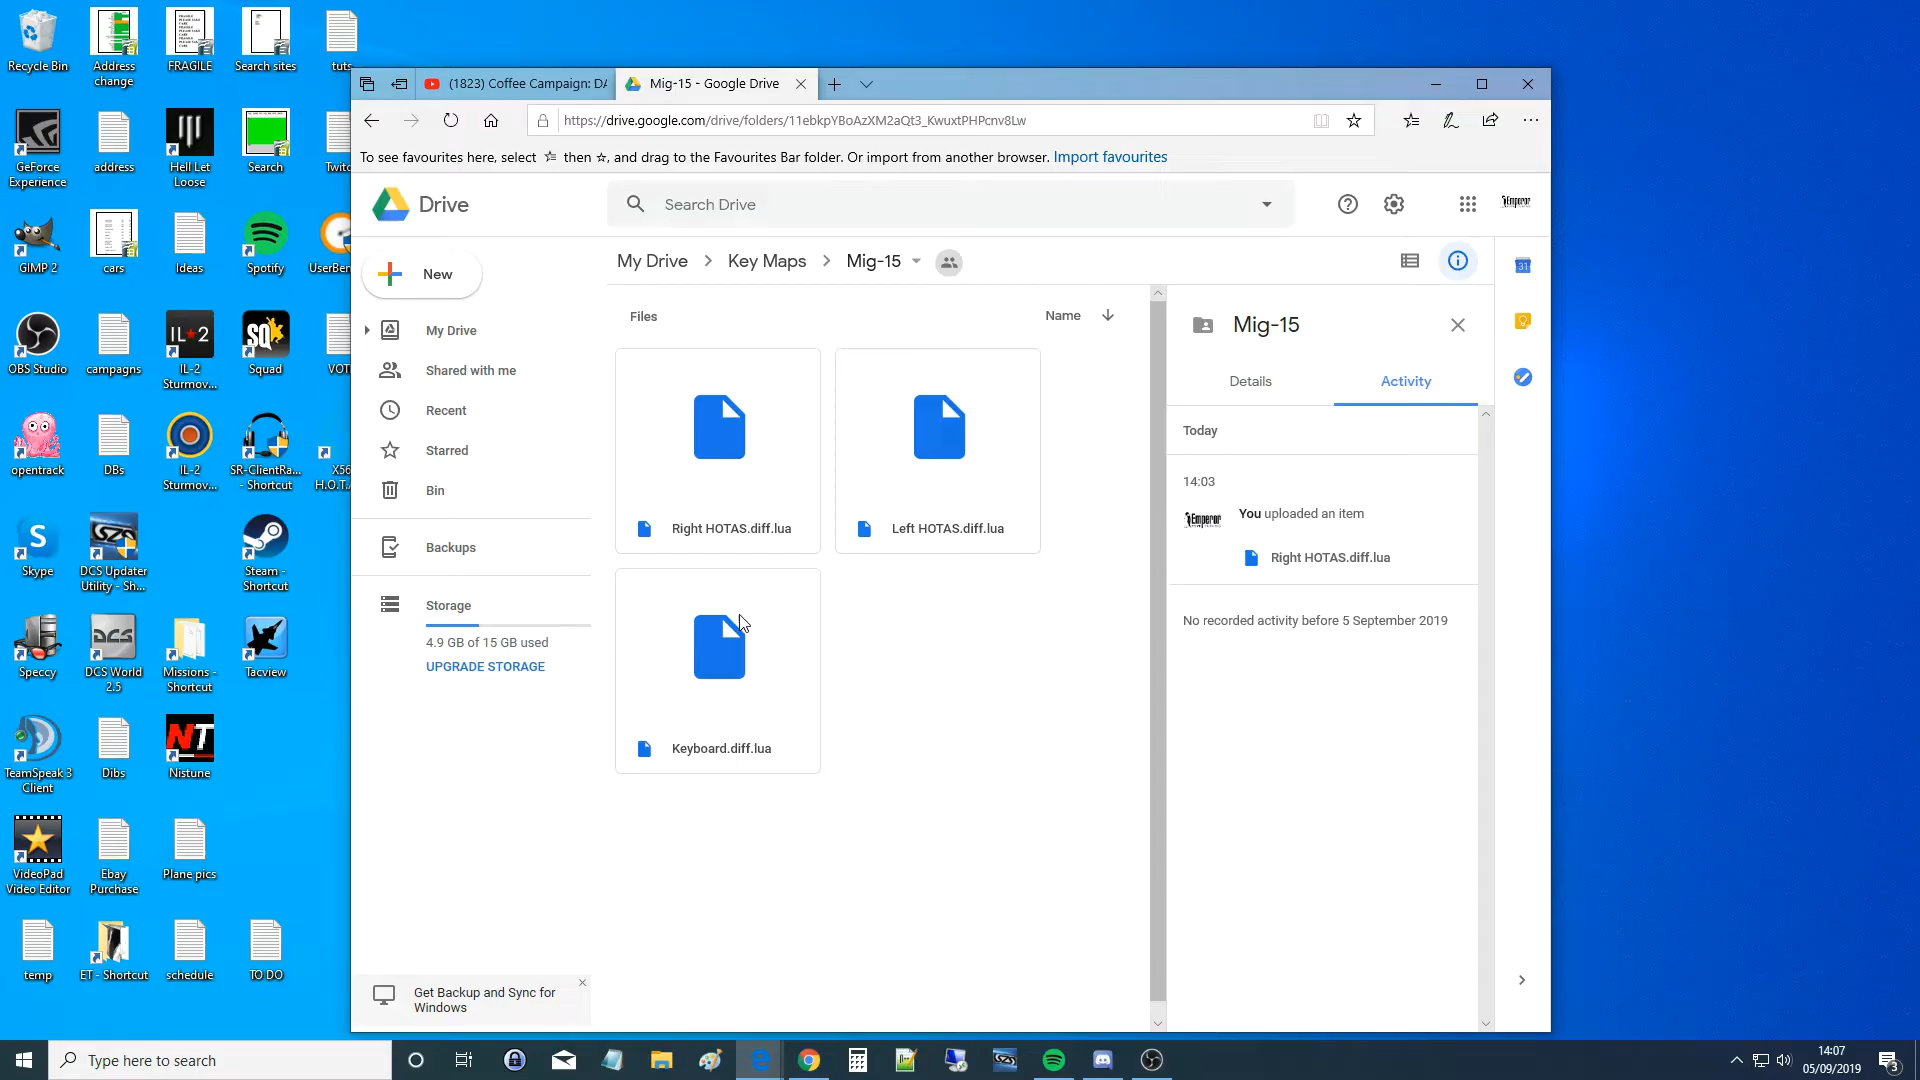 Recycle Bin
Address
change
FRAGILE
Search sites
tuts
GeForce
Experience
address
Hell Let
Loose
Search
Twitc
GIMP 2
cars
Ideas
Spotify
UserBen
OBS Studio
campagns
IL-2
Sturmov...
Squad
VOTI
opentrack
DBs
IL-2
Sturmov...
SR-ClientRa...
- Shortcut
X56
H.O.T.A
Skype
DCS Updater
Utility - Sh...
Steam -
Shortcut
Speccy
DCS World
2.5
Missions -
Shortcut
Tacview
TeamSpeak 3
Client
Dibs
Nistune
VideoPad
Video Editor
Ebay
Purchase
Plane pics
temp
ET - Shortcut
schedule
TO DO
(1823) Coffee Campaign: DA
Mig-15 - Google Drive
https://drive.google.com/drive/folders/11ebkpYBoAzXM2aQt3_KwuxtPHPcnv8Lw
To see favourites here, select ☆ then ☆, and drag to the Favourites Bar folder. Or import from another browser. Import favourites
Drive
Search Drive
Emperor
New
My Drive
Shared with me
Recent
Starred
Bin
Backups
Storage
4.9 GB of 15 GB used
UPGRADE STORAGE
Get Backup and Sync for
Windows
My Drive > Key Maps > Mig-15
Files
Name
Right HOTAS.diff.lua
Left HOTAS.diff.lua
Keyboard.diff.lua
Mig-15
Details
Activity
Today
14:03
Emperor
You uploaded an item
Right HOTAS.diff.lua
No recorded activity before 5 September 2019
31
Type here to search
14:07
05/09/2019
3